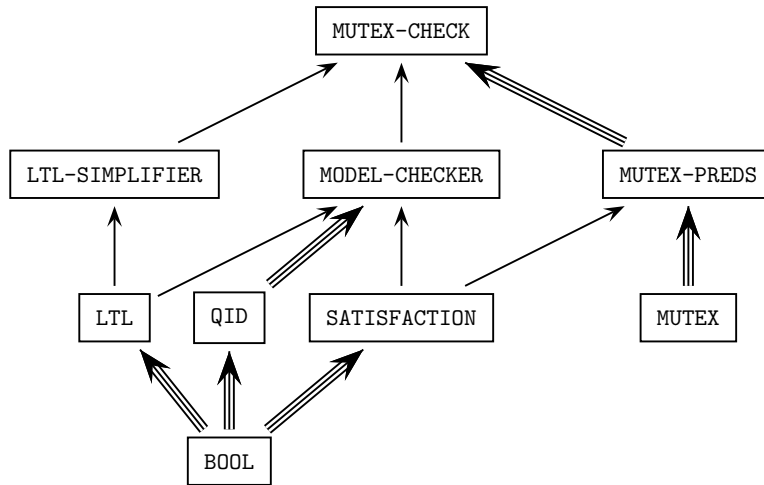 MUTEX-CHECK
LTL-SIMPLIFIER
MODEL-CHECKER
MUTEX-PREDS
LTL
QID
SATISFACTION
MUTEX
BOOL